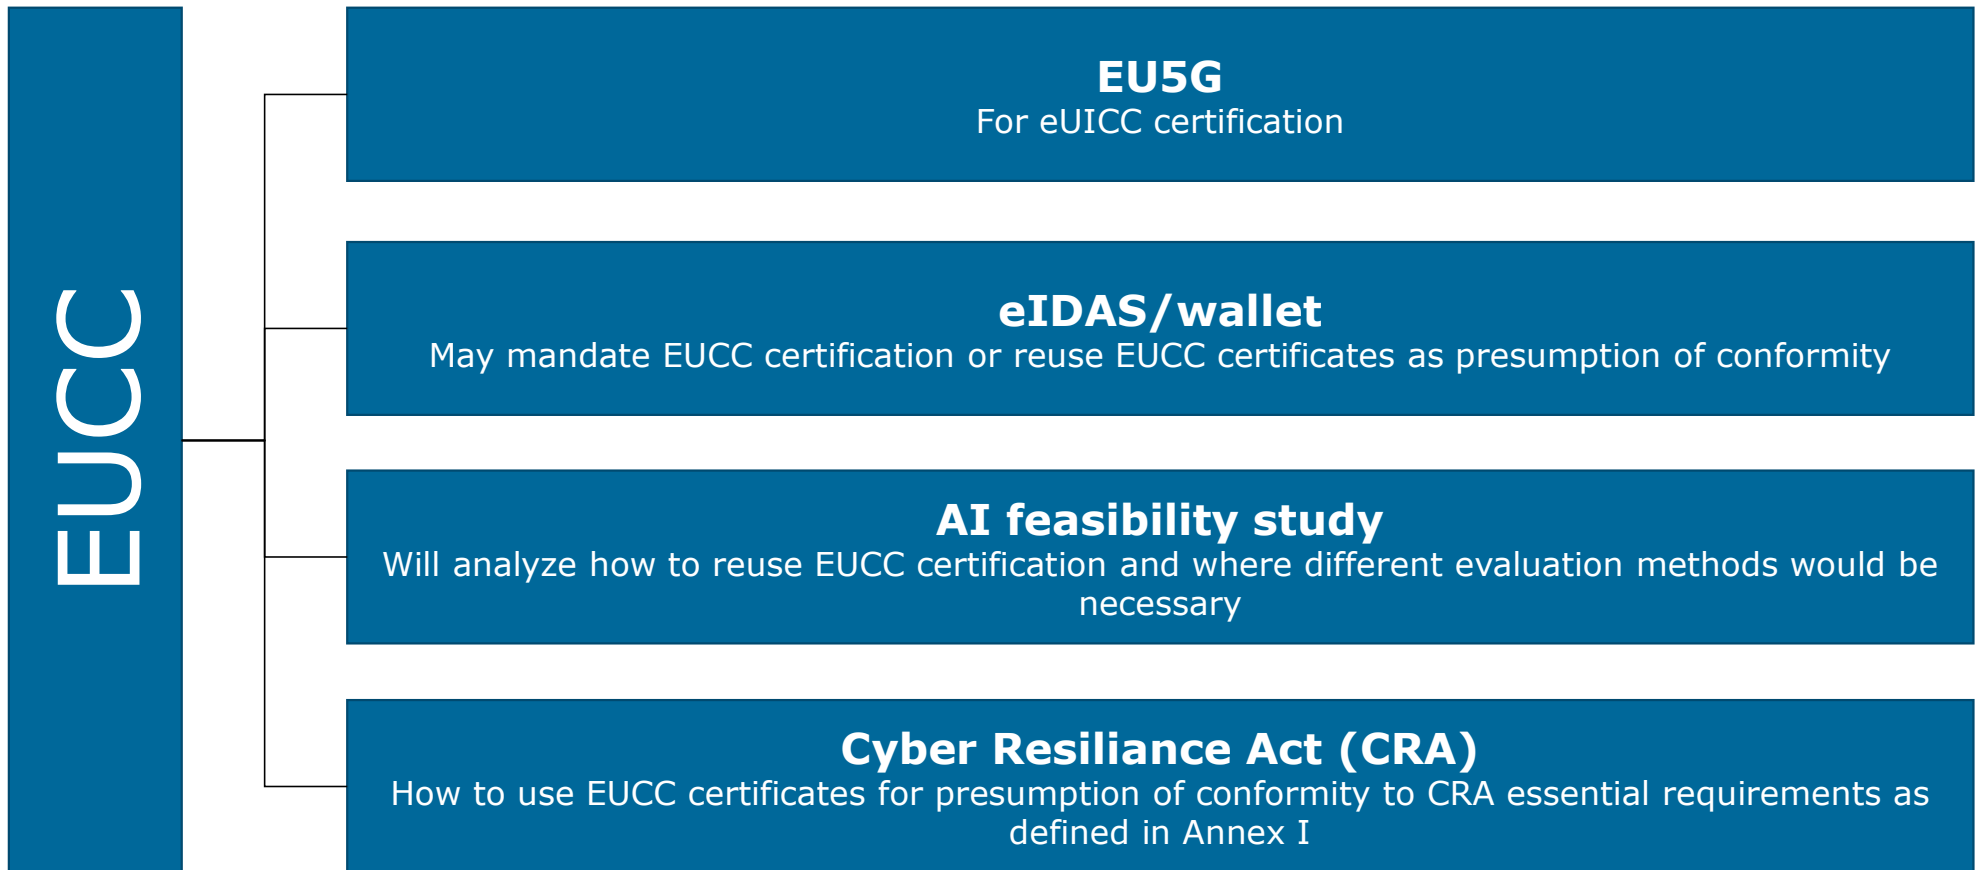 EUCC
EU5G
For eUICC certification
eIDAS/wallet
May mandate EUCC certification or reuse EUCC certificates as presumption of conformity
AI feasibility study
Will analyze how to reuse EUCC certification and where different evaluation methods would be
necessary
Cyber Resiliance Act (CRA)
How to use EUCC certificates for presumption of conformity to CRA essential requirements as
defined in Annex I